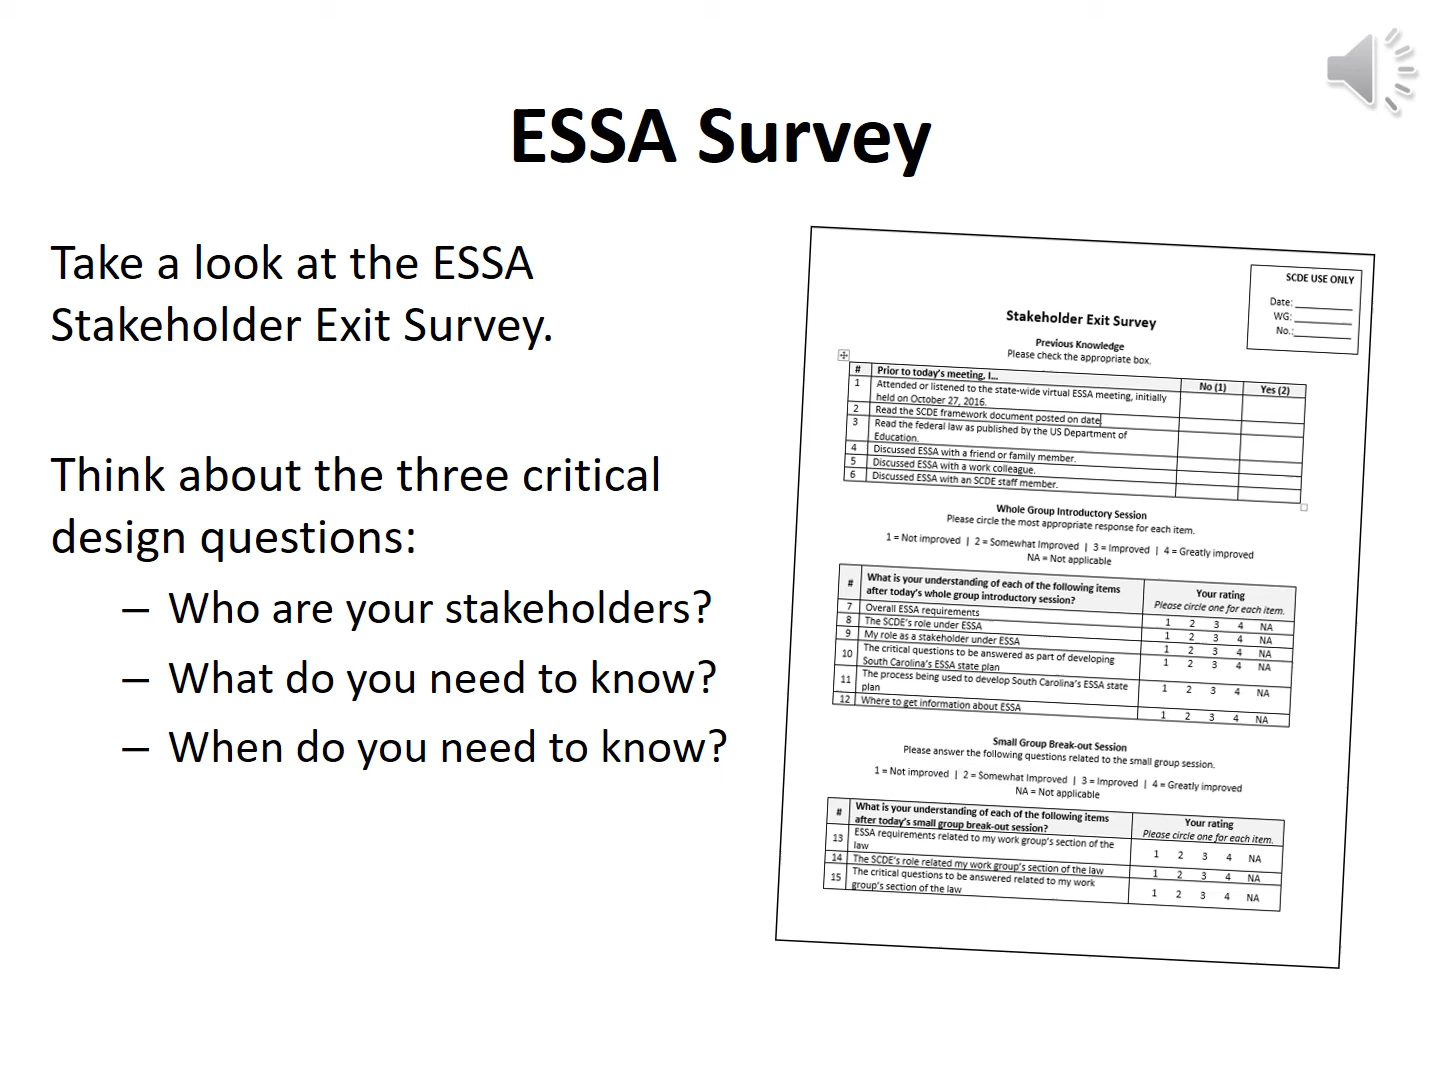 ESSA Survey
Take a look at the ESSA
Stakeholder Exit Survey.
Think about the three critical
design questions:
– Who are your stakeholders?
– What do you need to know?
– When do you need to know?
SCDE USE ONLY
Date: ___________
WG: ___________
No.: ___________
Stakeholder Exit Survey
Previous Knowledge
Please check the appropriate box.
# Prior to today's meeting, I... No (1) Yes (2)
1 Attended or listened to the state-wide virtual ESSA meeting, initially
held on October 27, 2016.
2 Read the SCDE framework document posted on date
3 Read the federal law as published by the US Department of
Education.
4 Discussed ESSA with a friend or family member.
5 Discussed ESSA with a work colleague.
6 Discussed ESSA with an SCDE staff member.
Whole Group Introductory Session
Please circle the most appropriate response for each item.
1 = Not improved | 2 = Somewhat Improved | 3 = Improved | 4 = Greatly improved
NA = Not applicable
# What is your understanding of each of the following items
after today's whole group introductory session?
Your rating
Please circle one for each item.
7 Overall ESSA requirements 1 2 3 4 NA
8 The SCDE's role under ESSA 1 2 3 4 NA
9 My role as a stakeholder under ESSA 1 2 3 4 NA
10 The critical questions to be answered as part of developing
South Carolina's ESSA state plan 1 2 3 4 NA
11 The process being used to develop South Carolina's ESSA state
plan 1 2 3 4 NA
12 Where to get information about ESSA 1 2 3 4 NA
Small Group Break-out Session
Please answer the following questions related to the small group session.
1 = Not improved | 2 = Somewhat Improved | 3 = Improved | 4 = Greatly improved
NA = Not applicable
# What is your understanding of each of the following items
after today's small group break-out session?
Your rating
Please circle one for each item.
13 ESSA requirements related to my work group's section of the
law 1 2 3 4 NA
14 The SCDE's role related my work group's section of the law 1 2 3 4 NA
15 The critical questions to be answered related to my work
group's section of the law 1 2 3 4 NA